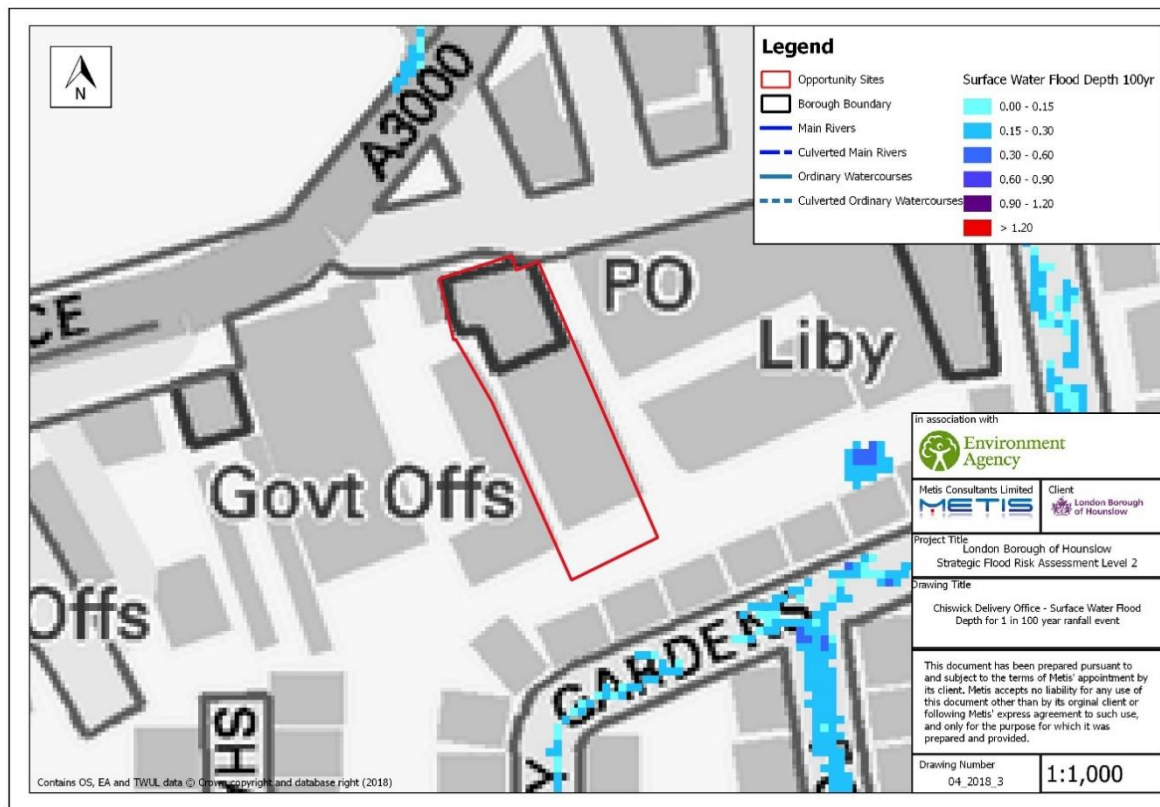 N
A3000
CE
PO
Liby
Govt Offs
Offs
GARDENS
SHM
Legend
Opportunity Sites
Borough Boundary
Main Rivers
Culverted Main Rivers
Ordinary Watercourses
Culverted Ordinary Watercourses
Surface Water Flood Depth 100yr
0.00 - 0.15
0.15 - 0.30
0.30 - 0.60
0.60 - 0.90
0.90 - 1.20
> 1.20
in association with
Environment
Agency
Metis Consultants Limited
METIS
Client
London Borough
of Hounslow
Project Title
London Borough of Hounslow
Strategic Flood Risk Assessment Level 2
Drawing Title
Chiswick Delivery Office - Surface Water Flood
Depth for 1 in 100 year ranfall event
This document has been prepared pursuant to
and subject to the terms of Metis' appointment by
its client. Metis accepts no liability for any use of
this document other than by its orginal client or
following Metis' express agreement to such use,
and only for the purpose for which it was
prepared and provided.
Drawing Number
04_2018_3
1:1,000
Contains OS, EA and TWUL data © Crown copyright and database right (2018)